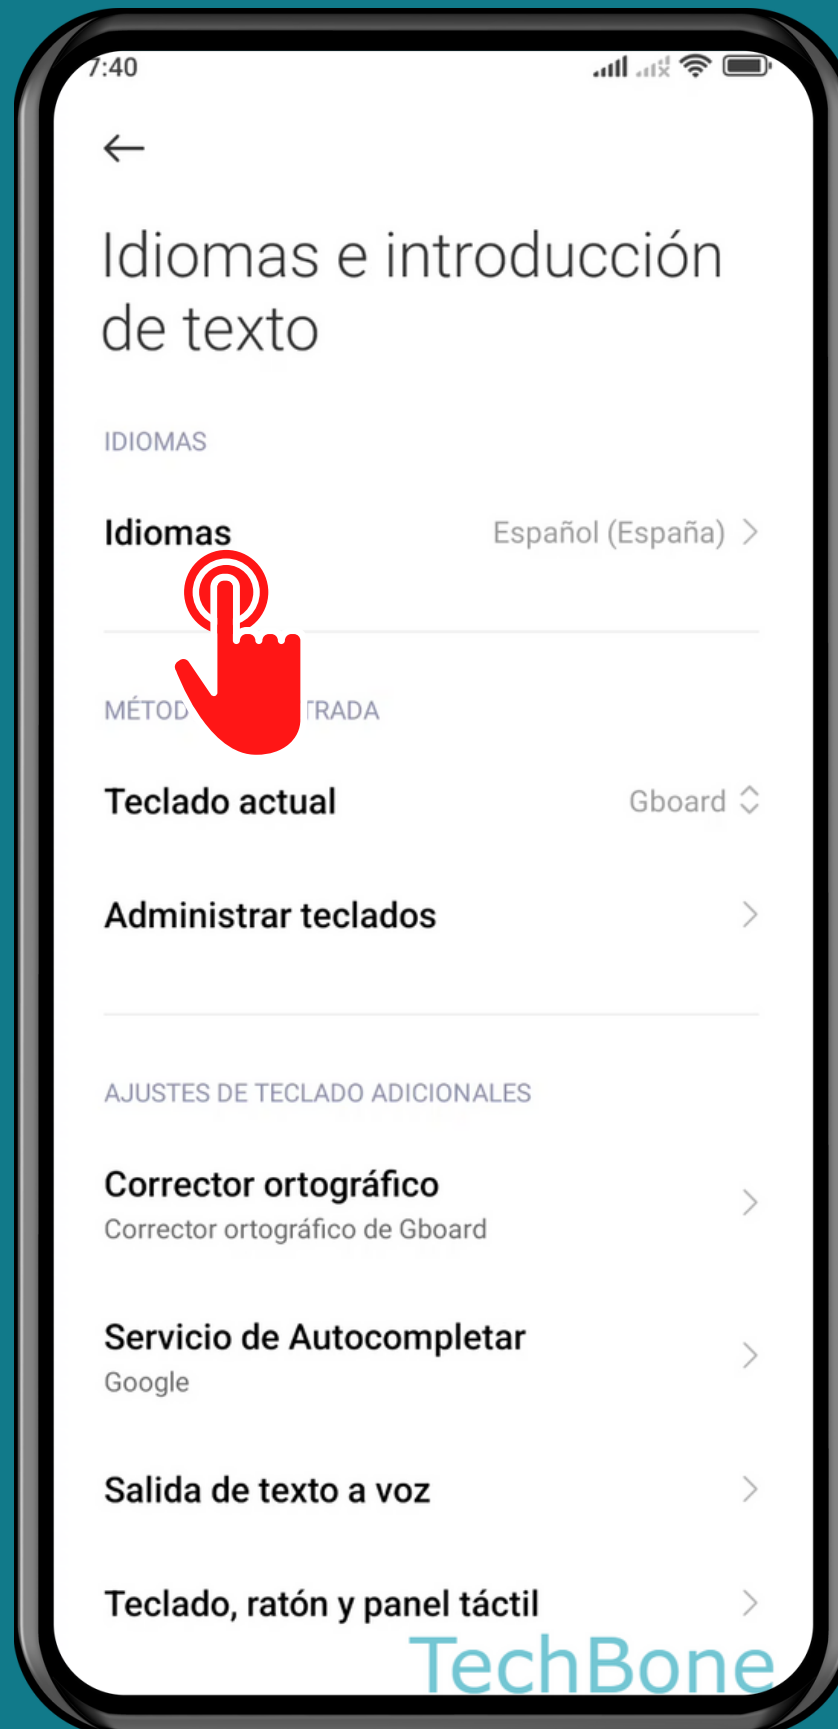 7:40
Idiomas e introducción
de texto
IDIOMAS
Idiomas Español (España)
MÉTOD TRADA
Teclado actual Gboard
Administrar teclados
AJUSTES DE TECLADO ADICIONALES
Corrector ortográfico
Corrector ortográfico de Gboard
Servicio de Autocompletar
Google
Salida de texto a voz
Teclado, ratón y panel táctil
TechBone